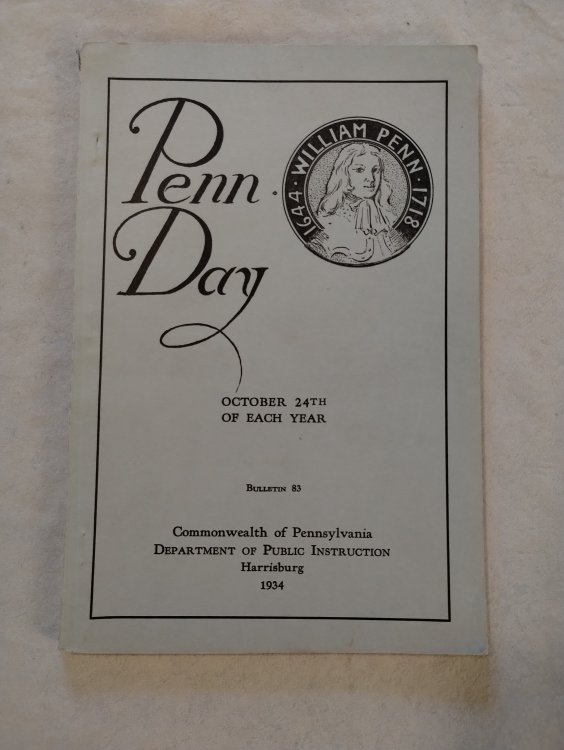 Penn
Day
1644 · WILLIAM PENN · 1718
OCTOBER 24TH
OF EACH YEAR
BULLETIN 83
Commonwealth of Pennsylvania
DEPARTMENT OF PUBLIC INSTRUCTION
Harrisburg
1934